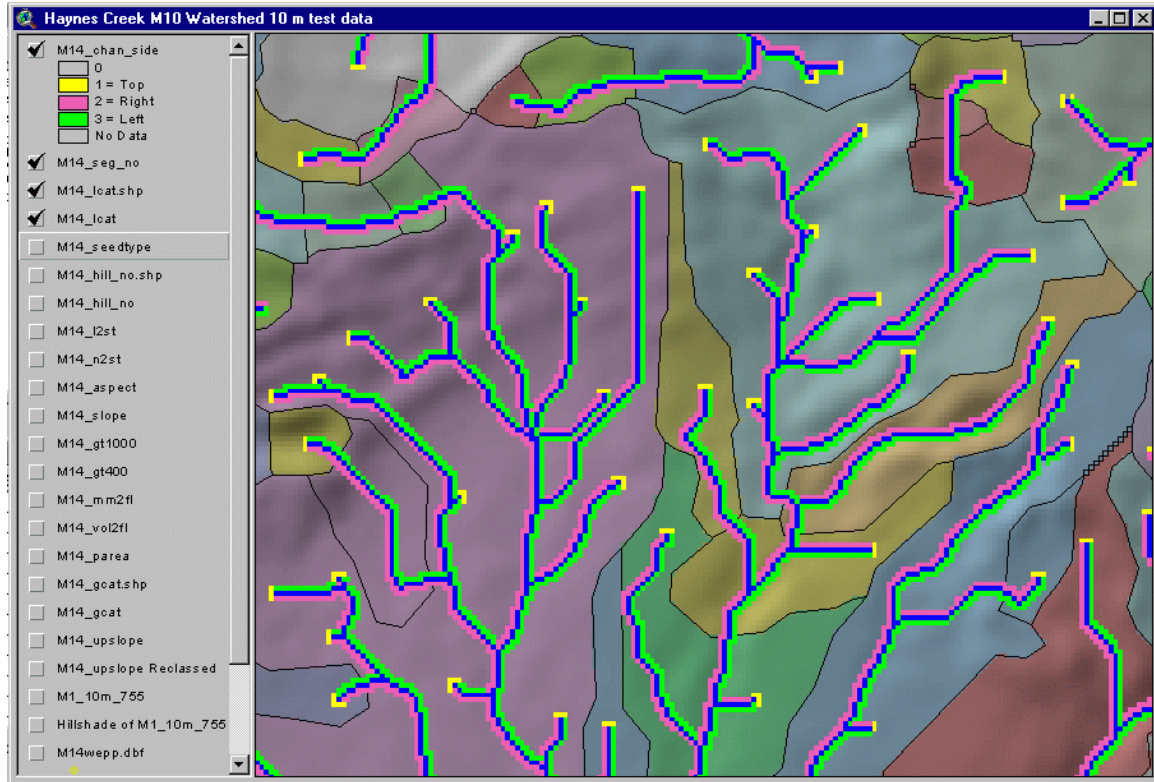 Haynes Creek M10 Watershed 10 m test data
M14_chan_side
0
1 = Top
2 = Right
3 = Left
No Data
M14_seg_no
M14_lcat.shp
M14_lcat
M14_seedtype
M14_hill_no.shp
M14_hill_no
M14_l2st
M14_n2st
M14_aspect
M14_slope
M14_gt1000
M14_gt400
M14_mm2fl
M14_vol2fl
M14_parea
M14_gcat.shp
M14_gcat
M14_upslope
M14_upslope Reclassed
M1_10m_755
Hillshade of M1_10m_755
M14wepp.dbf